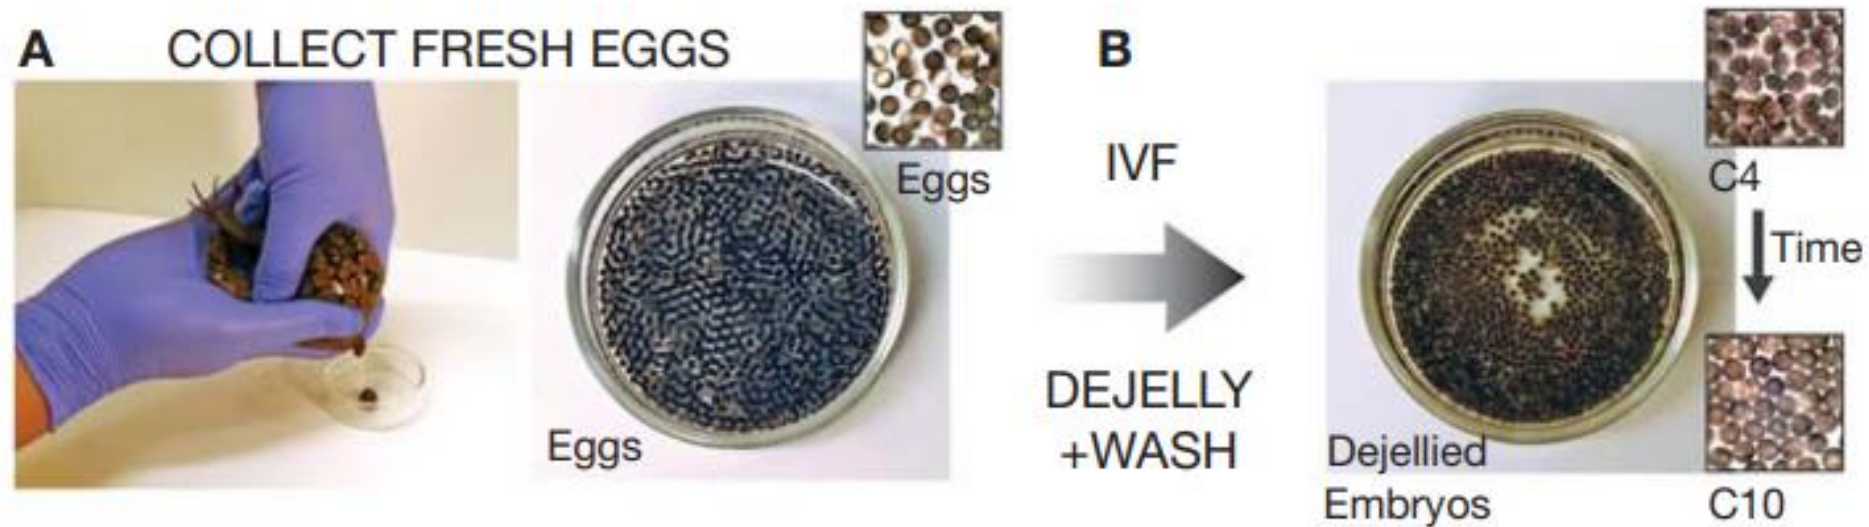 A COLLECT FRESH EGGS
Eggs
Eggs
B
IVF
DEJELLY
+WASH
C4
Time
C10
Dejellied
Embryos